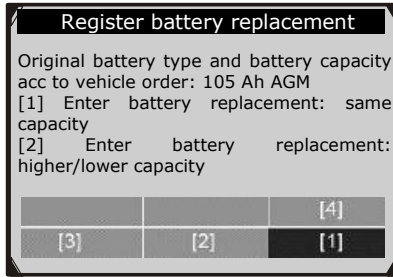 Register battery replacement
Original battery type and battery capacity
acc to vehicle order: 105 Ah AGM
[1] Enter battery replacement: same
capacity
[2] Enter battery replacement:
higher/lower capacity
[4]
[3] [2] [1]